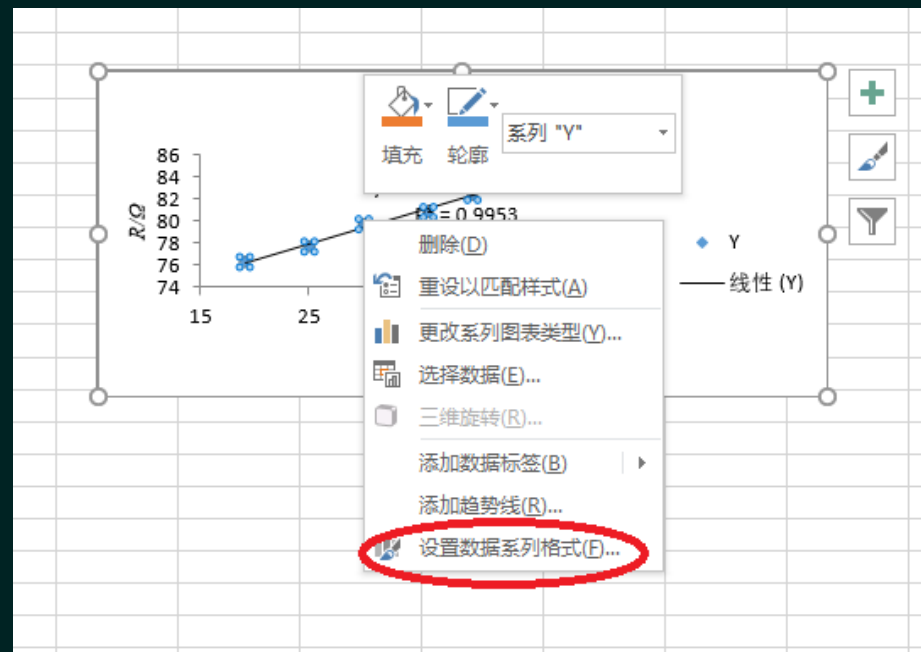 填充
轮廓
系列 "Y"
86
84
82
80
78
76
74
R/Ω
15
25
= 0.9953
Y
线性 (Y)
删除(D)
重设以匹配样式(A)
更改系列图表类型(Y)...
选择数据(E)...
三维旋转(R)...
添加数据标签(B)
添加趋势线(R)...
设置数据系列格式(F)...